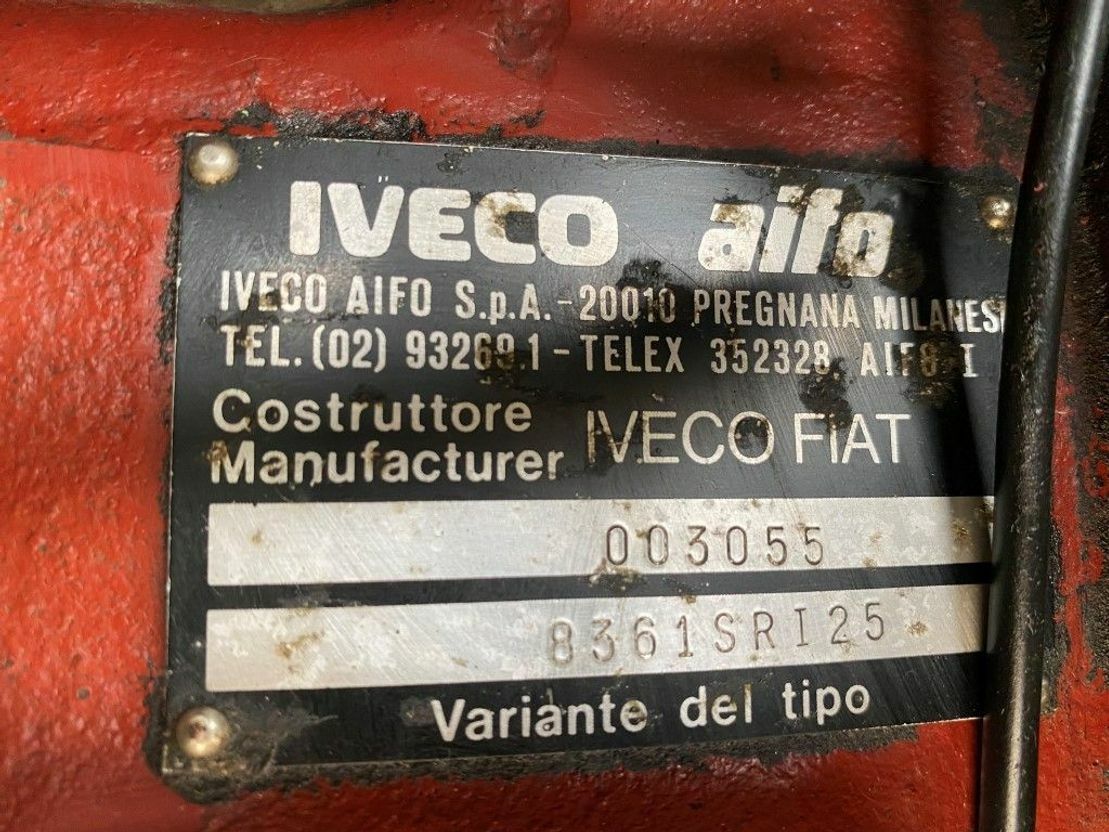 IVECO aifo
IVECO AIFO S.p.A. - 20010 PREGNANA MILANES
TEL. (02) 93269.1 - TELEX 352328 AIFO I
Costruttore
Manufacturer IVECO FIAT
003055
8361SRI25
Variante del tipo